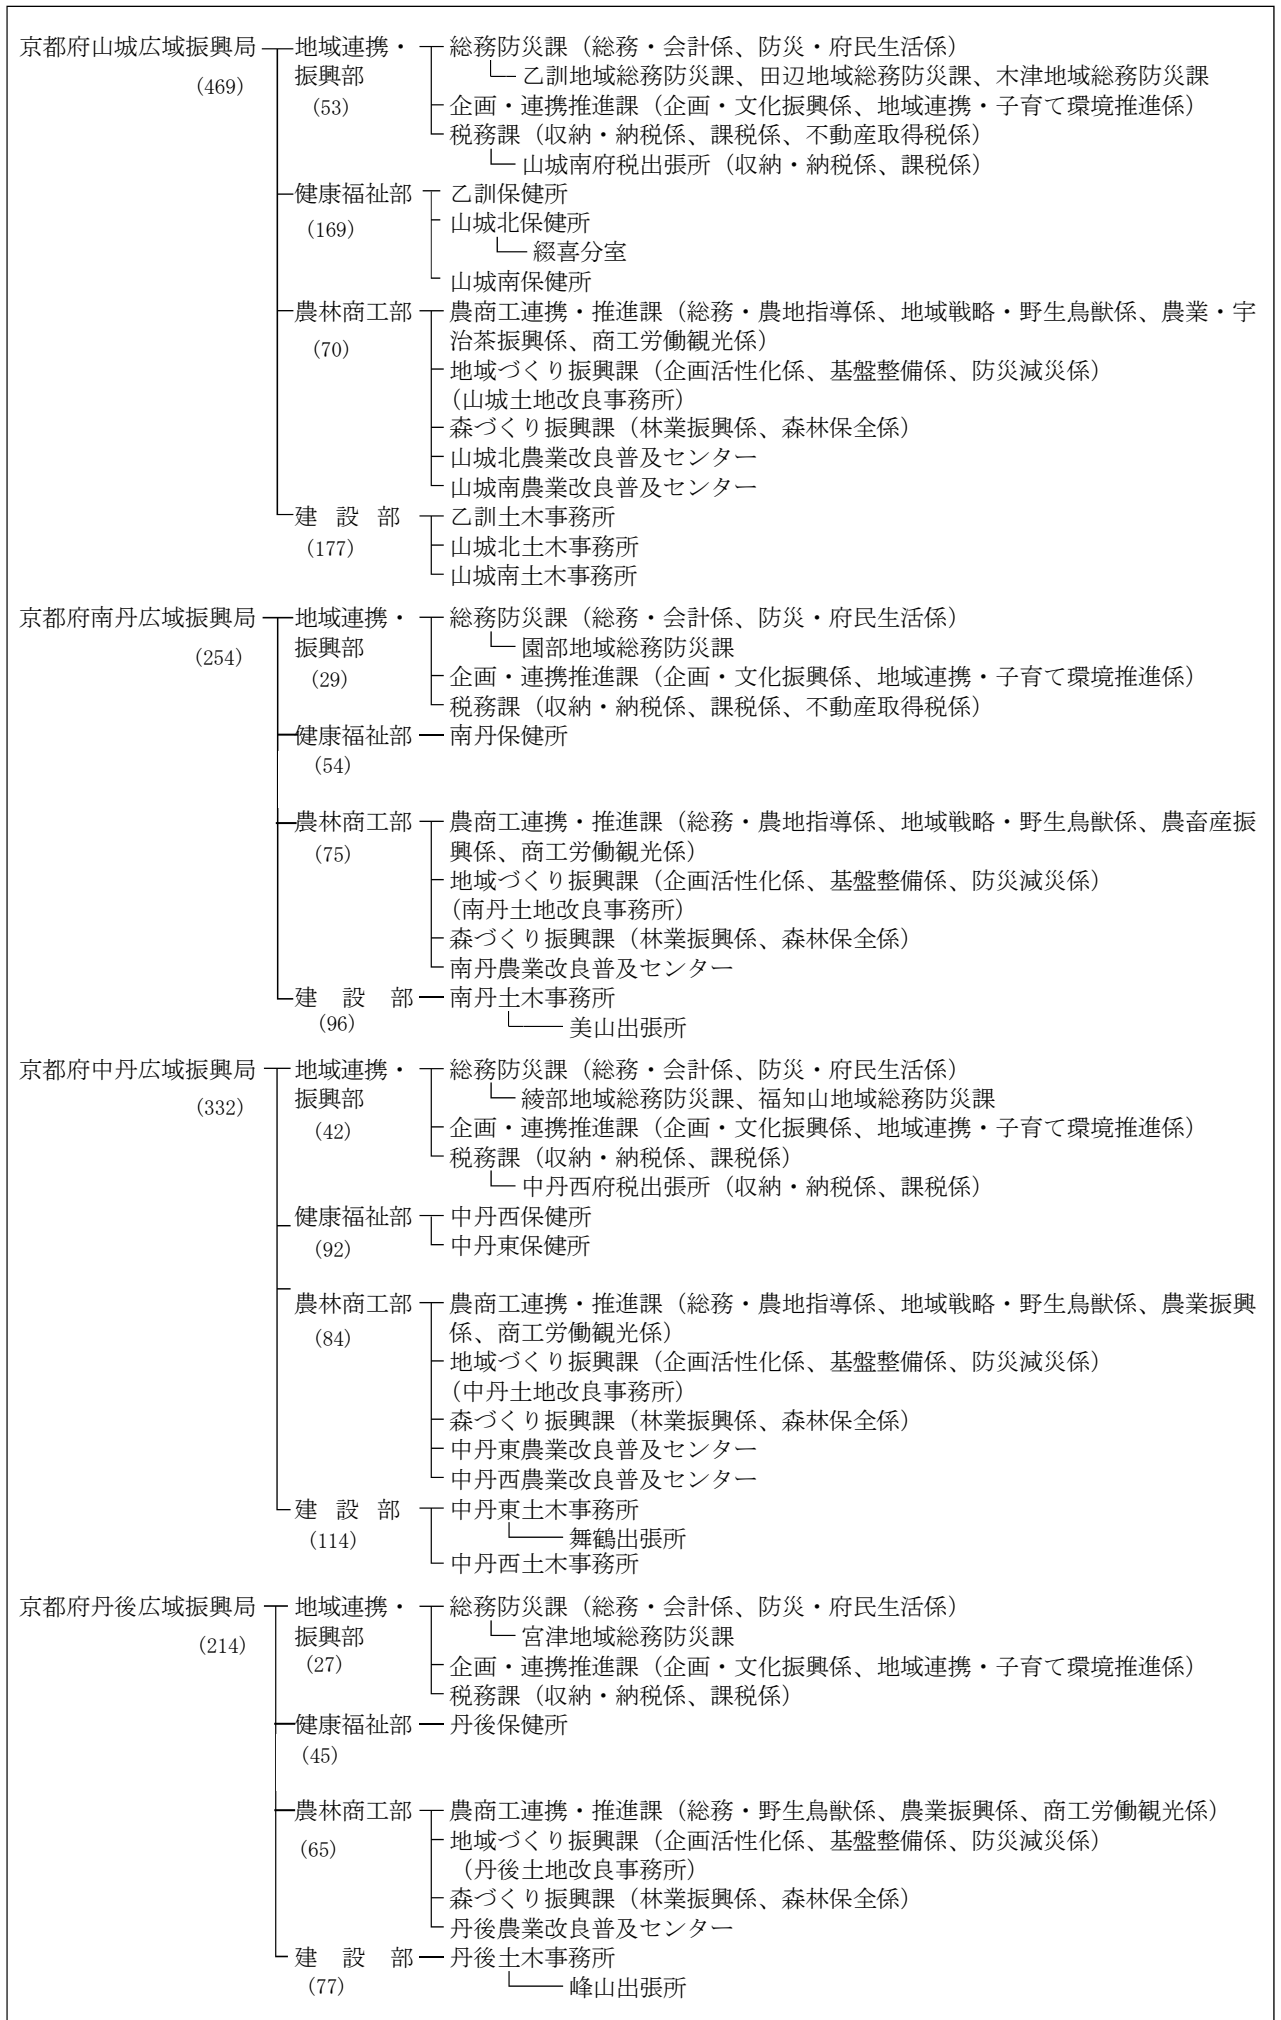 京都府山城広域振興局 地域連携・ 総務防災課（総務・会計係、防災・府民生活係）
(469) 振興部 乙訓地域総務防災課、田辺地域総務防災課、木津地域総務防災課
(53) 企画・連携推進課（企画・文化振興係、地域連携・子育て環境推進係）
税務課（収納・納税係、課税係、不動産取得税係）
山城南府税出張所（収納・納税係、課税係）
健康福祉部 乙訓保健所
(169) 山城北保健所
綴喜分室
山城南保健所
農林商工部 農商工連携・推進課（総務・農地指導係、地域戦略・野生鳥獣係、農業・宇
(70) 治茶振興係、商工労働観光係）
地域づくり振興課（企画活性化係、基盤整備係、防災減災係）
（山城土地改良事務所）
森づくり振興課（林業振興係、森林保全係）
山城北農業改良普及センター
山城南農業改良普及センター
建設部 乙訓土木事務所
(177) 山城北土木事務所
山城南土木事務所
京都府南丹広域振興局 地域連携・ 総務防災課（総務・会計係、防災・府民生活係）
(254) 振興部 園部地域総務防災課
(29) 企画・連携推進課（企画・文化振興係、地域連携・子育て環境推進係）
税務課（収納・納税係、課税係、不動産取得税係）
健康福祉部 南丹保健所
(54)
農林商工部 農商工連携・推進課（総務・農地指導係、地域戦略・野生鳥獣係、農畜産振
(75) 興係、商工労働観光係）
地域づくり振興課（企画活性化係、基盤整備係、防災減災係）
（南丹土地改良事務所）
森づくり振興課（林業振興係、森林保全係）
南丹農業改良普及センター
建設部 南丹土木事務所
(96) 美山出張所
京都府中丹広域振興局 地域連携・ 総務防災課（総務・会計係、防災・府民生活係）
(332) 振興部 綾部地域総務防災課、福知山地域総務防災課
(42) 企画・連携推進課（企画・文化振興係、地域連携・子育て環境推進係）
税務課（収納・納税係、課税係）
中丹西府税出張所（収納・納税係、課税係）
健康福祉部 中丹西保健所
(92) 中丹東保健所
農林商工部 農商工連携・推進課（総務・農地指導係、地域戦略・野生鳥獣係、農業振興
(84) 係、商工労働観光係）
地域づくり振興課（企画活性化係、基盤整備係、防災減災係）
（中丹土地改良事務所）
森づくり振興課（林業振興係、森林保全係）
中丹東農業改良普及センター
中丹西農業改良普及センター
建設部 中丹東土木事務所
(114) 舞鶴出張所
中丹西土木事務所
京都府丹後広域振興局 地域連携・ 総務防災課（総務・会計係、防災・府民生活係）
(214) 振興部 宮津地域総務防災課
(27) 企画・連携推進課（企画・文化振興係、地域連携・子育て環境推進係）
税務課（収納・納税係、課税係）
健康福祉部 丹後保健所
(45)
農林商工部 農商工連携・推進課（総務・野生鳥獣係、農業振興係、商工労働観光係）
(65) 地域づくり振興課（企画活性化係、基盤整備係、防災減災係）
（丹後土地改良事務所）
森づくり振興課（林業振興係、森林保全係）
丹後農業改良普及センター
建設部 丹後土木事務所
(77) 峰山出張所